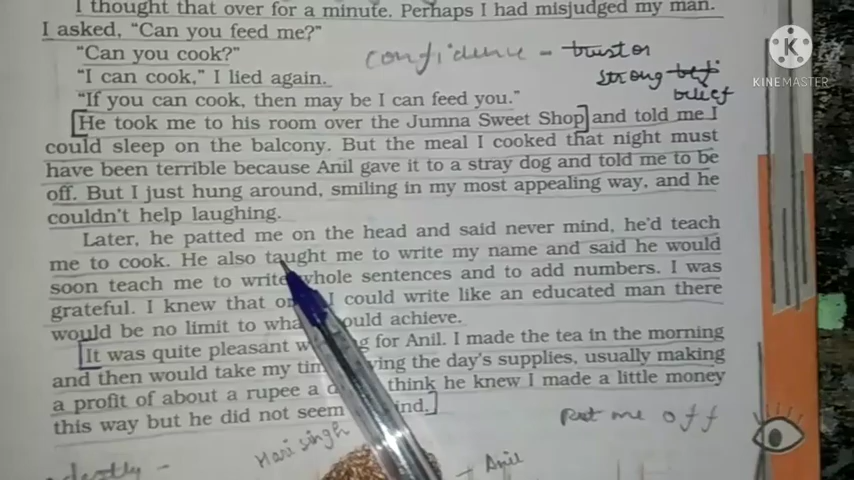 I thought that over for a minute. Perhaps I had misjudged my man.
I asked, "Can you feed me?"
"Can you cook?"
confidence - trust or
"I can cook," I lied again.
strong
belief
KINEMASTER
"If you can cook, then may be I can feed you."
[He took me to his room over the Jumna Sweet Shop] and told me I
could sleep on the balcony. But the meal I cooked that night must
have been terrible because Anil gave it to a stray dog and told me to be
off. But I just hung around, smiling in my most appealing way, and he
couldn't help laughing.
Later, he patted me on the head and said never mind, he'd teach
me to cook. He also taught me to write my name and said he would
soon teach me to write whole sentences and to add numbers. I was
grateful. I knew that I could write like an educated man there
would be no limit to what could achieve.
[It was quite pleasant for Anil. I made the tea in the morning
and then would take my the day's supplies, usually making
a profit of about a rupee a think he knew I made a little money
this way but he did not seem ]
Put me off
Hari singh
- Anil